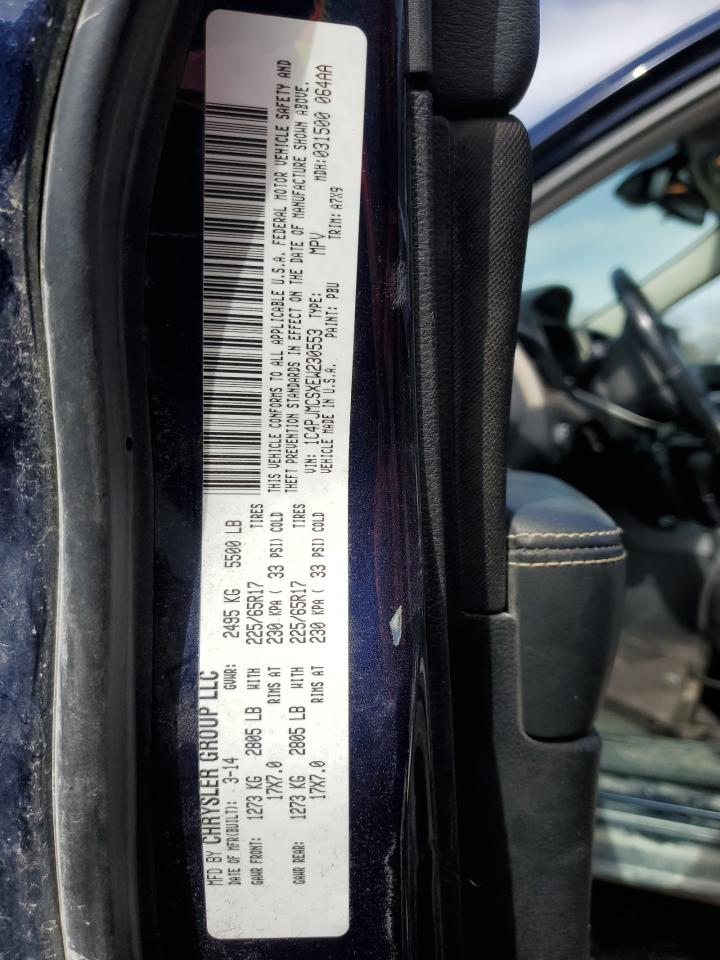 MFD BY CHRYSLER GROUP LLC
DATE OF MFR(BUILT): 3-14 GVWR: 2495 KG 5500 LB
GAWR FRONT: 1273 KG 2805 LB WITH 225/65R17 TIRES
17X7.0 RIMS AT 230 KPA ( 33 PSI) COLD
GAWR REAR: 1273 KG 2805 LB WITH 225/65R17 TIRES
17X7.0 RIMS AT 230 KPA ( 33 PSI) COLD
THIS VEHICLE CONFORMS TO ALL APPLICABLE U.S.A. FEDERAL MOTOR VEHICLE SAFETY AND
THEFT PREVENTION STANDARDS IN EFFECT ON THE DATE OF MANUFACTURE SHOWN ABOVE.
VIN: 1C4PJMCSXEW230553 TYPE: MPV MDH:031500 064AA
VEHICLE MADE IN U.S.A. PAINT: PBU TRIM: A7X9